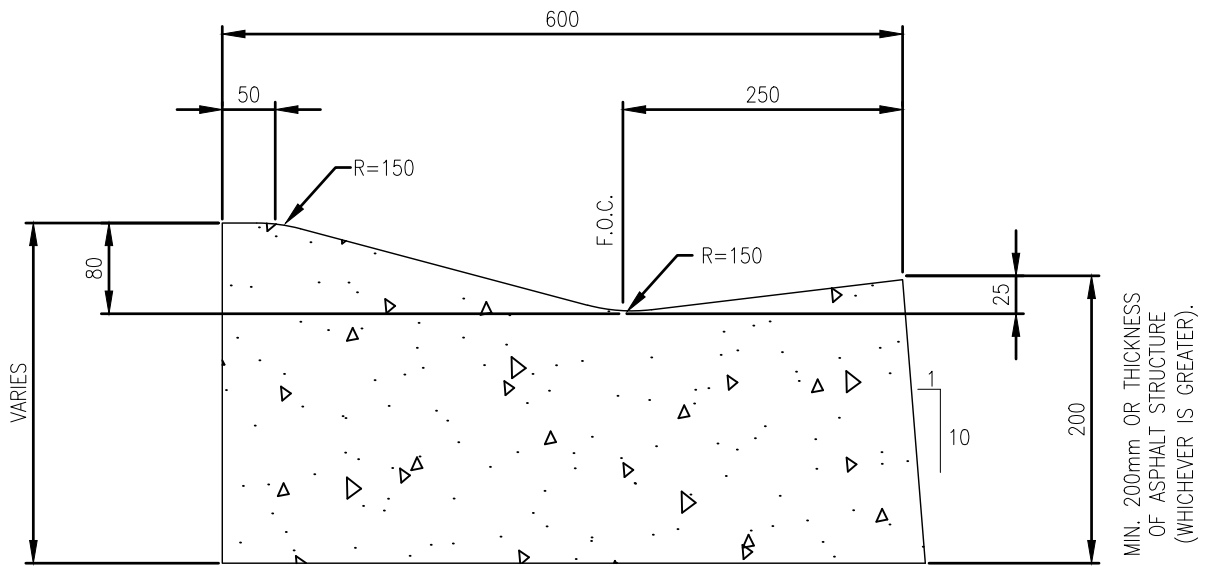 600
50
250
R=150
F.O.C.
R=150
80
25
VARIES
1
10
200
MIN. 200mm OR THICKNESS
OF ASPHALT STRUCTURE
(WHICHEVER IS GREATER).